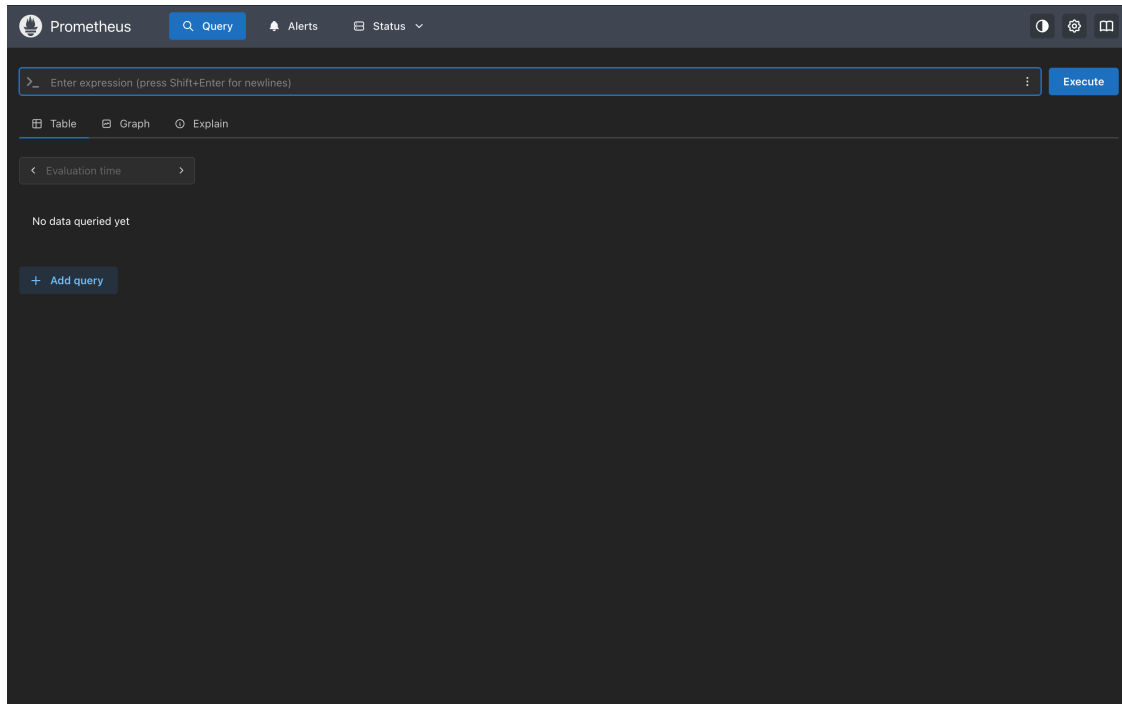 Prometheus Query Alerts Status
Enter expression (press Shift+Enter for newlines) Execute
Table Graph Explain
Evaluation time
No data queried yet
+ Add query